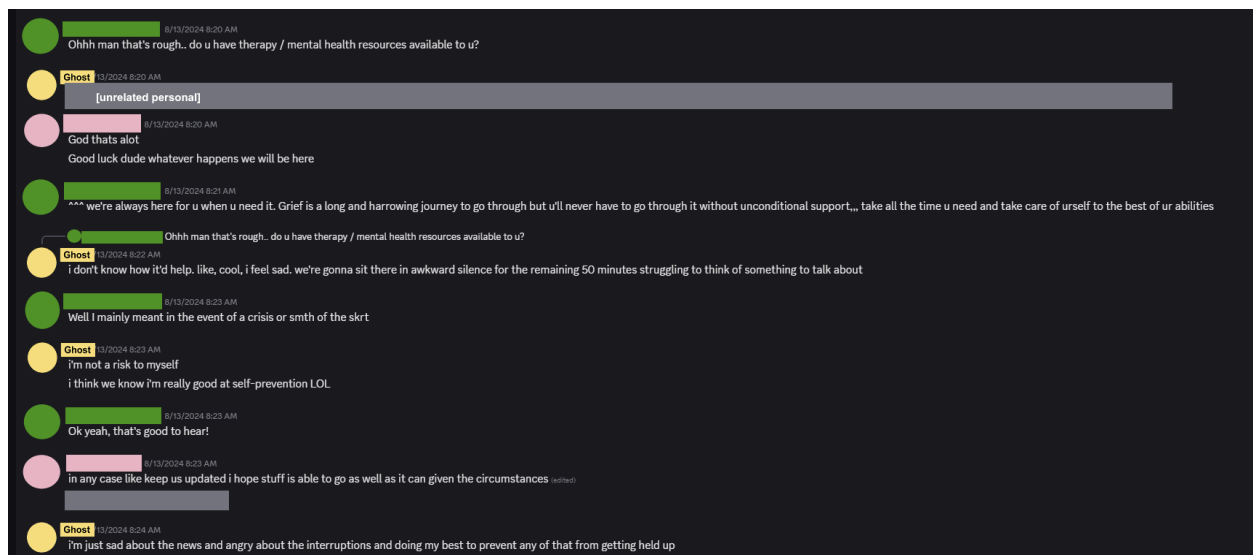 8/13/2024 8:20 AM
Ohhh man that's rough.. do u have therapy / mental health resources available to u?
Ghost 13/2024 8:20 AM
[unrelated personal]
8/13/2024 8:20 AM
God thats alot
Good luck dude whatever happens we will be here
8/13/2024 8:21 AM
^^^ we're always here for u when u need it. Grief is a long and harrowing journey to go through but u'll never have to go through it without unconditional support,,, take all the time u need and take care of urself to the best of ur abilities
Ohhh man that's rough.. do u have therapy / mental health resources available to u?
Ghost 13/2024 8:22 AM
i don't know how it'd help. like, cool, i feel sad. we're gonna sit there in awkward silence for the remaining 50 minutes struggling to think of something to talk about
8/13/2024 8:23 AM
Well I mainly meant in the event of a crisis or smth of the skrt
Ghost 13/2024 8:23 AM
i'm not a risk to myself
i think we know i'm really good at self-prevention LOL
8/13/2024 8:23 AM
Ok yeah, that's good to hear!
8/13/2024 8:23 AM
in any case like keep us updated i hope stuff is able to go as well as it can given the circumstances (edited)
Ghost 13/2024 8:24 AM
i'm just sad about the news and angry about the interruptions and doing my best to prevent any of that from getting held up